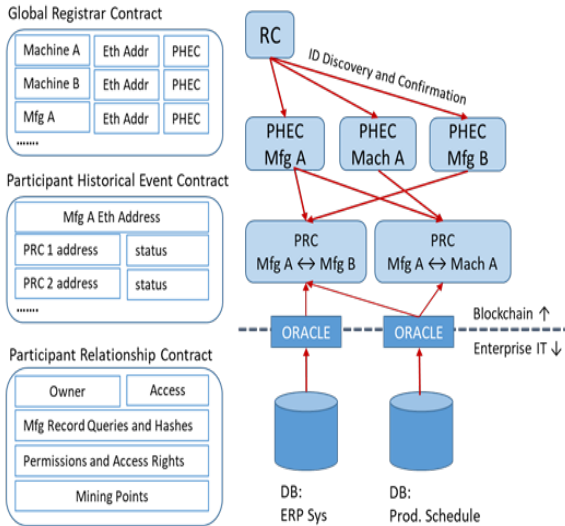 Global Registrar Contract
Machine A Eth Addr PHEC
Machine B Eth Addr PHEC
Mfg A Eth Addr PHEC
.......
Participant Historical Event Contract
Mfg A Eth Address
PRC 1 address status
PRC 2 address status
.......
Participant Relationship Contract
Owner Access
Mfg Record Queries and Hashes
Permissions and Access Rights
Mining Points
RC
ID Discovery and Confirmation
PHEC
Mfg A
PHEC
Mach A
PHEC
Mfg B
PRC
Mfg A ↔ Mfg B
PRC
Mfg A ↔ Mach A
ORACLE
ORACLE
Blockchain ↑
Enterprise IT ↓
DB:
ERP Sys
DB:
Prod. Schedule